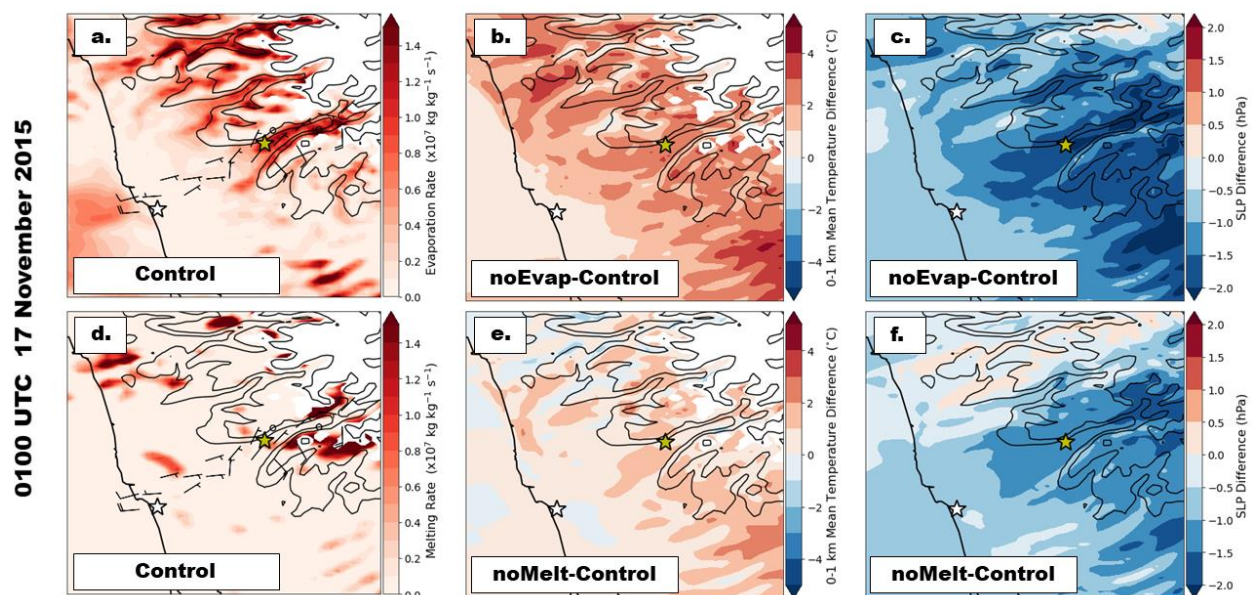 0100 UTC 17 November 2015
a.
Control
1.4
1.2
1.0
0.8
0.6
0.4
0.2
0.0
Evaporation Rate (x10⁷ kg kg⁻¹ s⁻¹)
b.
noEvap-Control
4
2
0
−2
−4
0-1 km Mean Temperature Difference (˚C)
c.
noEvap-Control
2.0
1.5
1.0
0.5
0.0
−0.5
−1.0
−1.5
−2.0
SLP Difference (hPa)
d.
Control
1.4
1.2
1.0
0.8
0.6
0.4
0.2
0.0
Melting Rate (x10⁷ kg kg⁻¹ s⁻¹)
e.
noMelt-Control
4
2
0
−2
−4
0-1 km Mean Temperature Difference (˚C)
f.
noMelt-Control
2.0
1.5
1.0
0.5
0.0
−0.5
−1.0
−1.5
−2.0
SLP Difference (hPa)